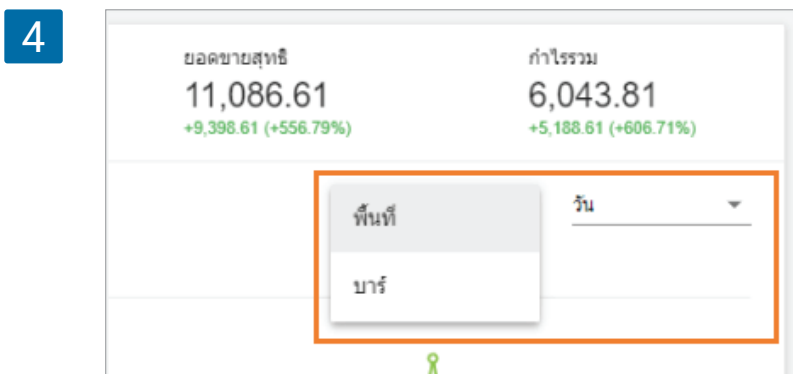 4
ยอดขายสุทธิ กำไรรวม
11,086.61 6,043.81
+9,398.61 (+556.79%) +5,188.61 (+606.71%)
พื้นที่ วัน
บาร์